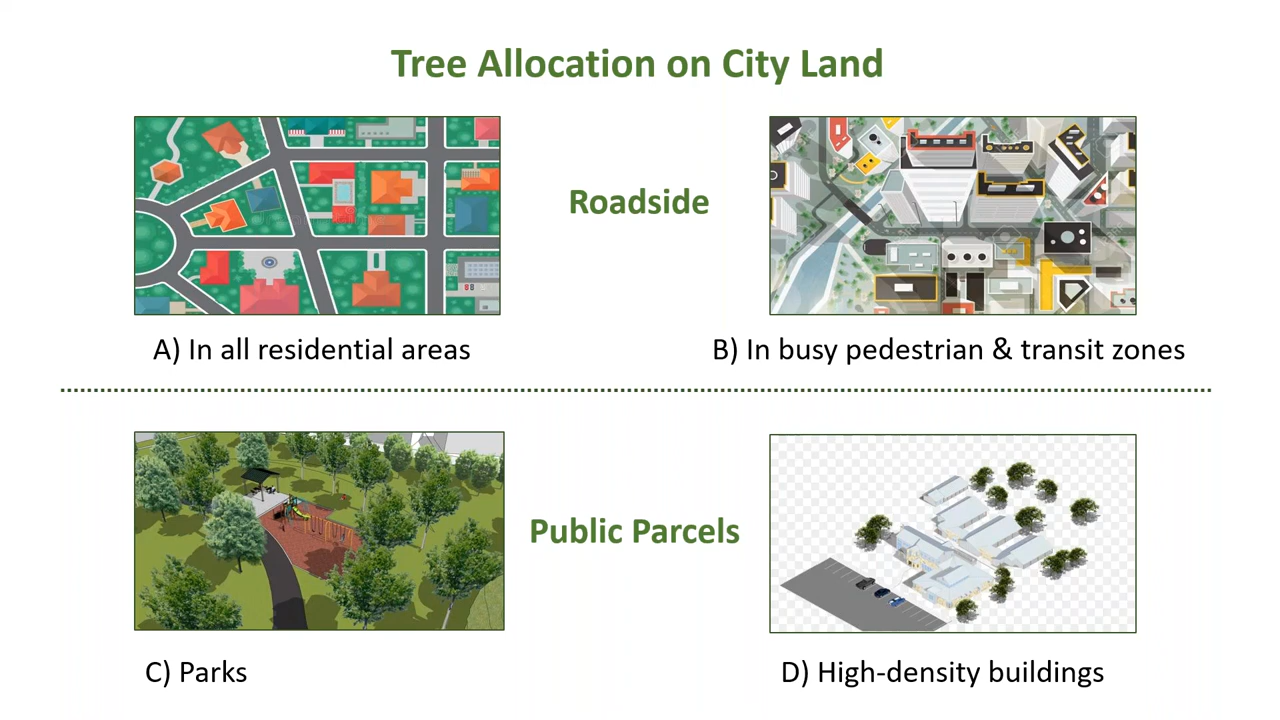 Tree Allocation on City Land
Roadside
A) In all residential areas
B) In busy pedestrian & transit zones
Public Parcels
C) Parks
D) High-density buildings